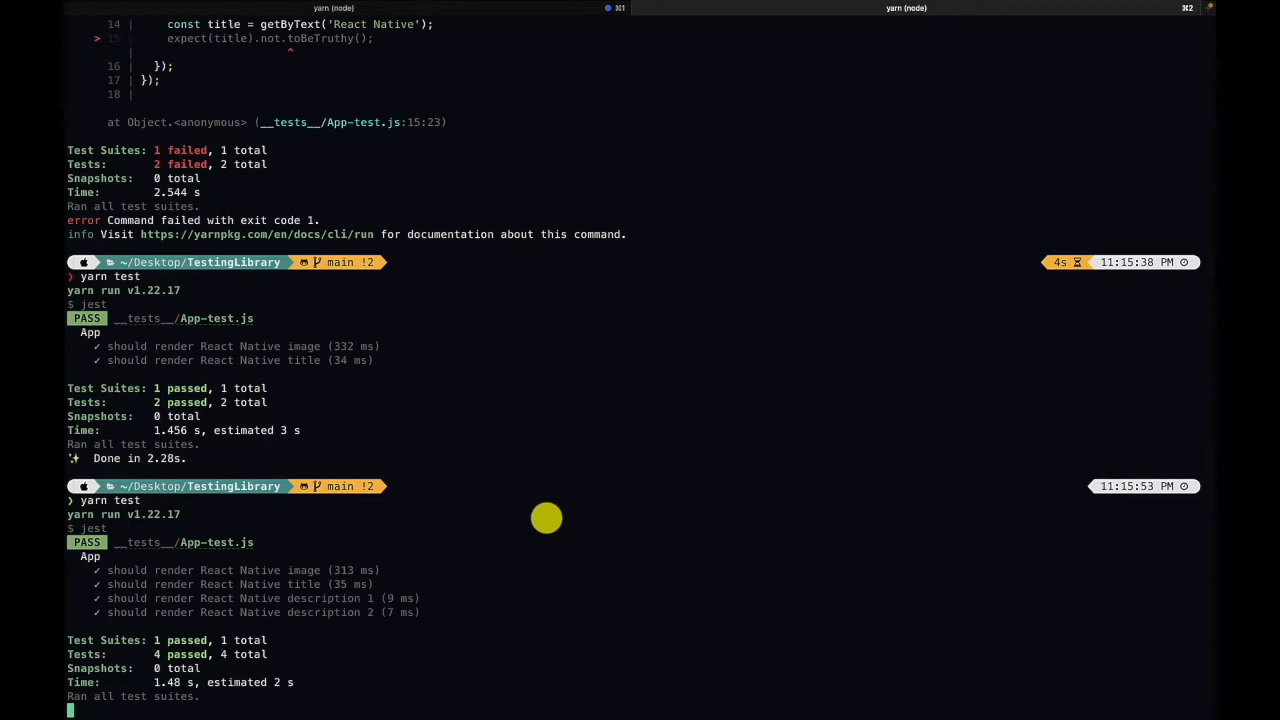 yarn (node) ⌘1 yarn (node) ⌘2
14 | const title = getByText('React Native');
> 15 | expect(title).not.toBeTruthy();
| ^
16 | });
17 | });
18 |
at Object.<anonymous> (__tests__/App-test.js:15:23)
Test Suites: 1 failed, 1 total
Tests: 2 failed, 2 total
Snapshots: 0 total
Time: 2.544 s
Ran all test suites.
error Command failed with exit code 1.
info Visit https://yarnpkg.com/en/docs/cli/run for documentation about this command.
~/Desktop/TestingLibrary main !2 4s 11:15:38 PM
❯ yarn test
yarn run v1.22.17
$ jest
PASS __tests__/App-test.js
App
✓ should render React Native image (332 ms)
✓ should render React Native title (34 ms)
Test Suites: 1 passed, 1 total
Tests: 2 passed, 2 total
Snapshots: 0 total
Time: 1.456 s, estimated 3 s
Ran all test suites.
✨ Done in 2.28s.
~/Desktop/TestingLibrary main !2 11:15:53 PM
❯ yarn test
yarn run v1.22.17
$ jest
PASS __tests__/App-test.js
App
✓ should render React Native image (313 ms)
✓ should render React Native title (35 ms)
✓ should render React Native description 1 (9 ms)
✓ should render React Native description 2 (7 ms)
Test Suites: 1 passed, 1 total
Tests: 4 passed, 4 total
Snapshots: 0 total
Time: 1.48 s, estimated 2 s
Ran all test suites.